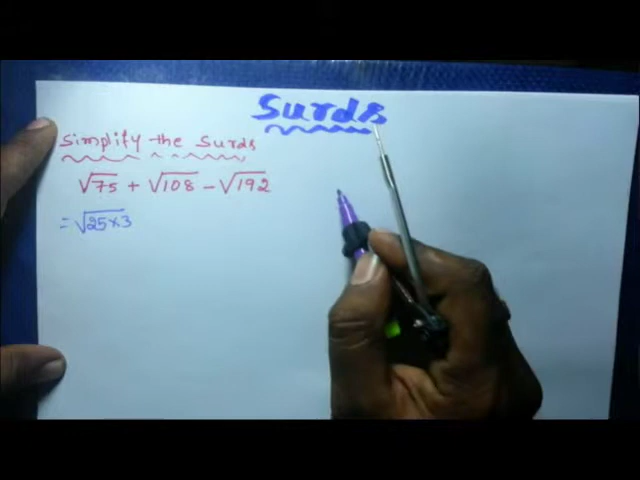 Surds
Simplify the Surds
√75 + √108 - √192
= √25×3